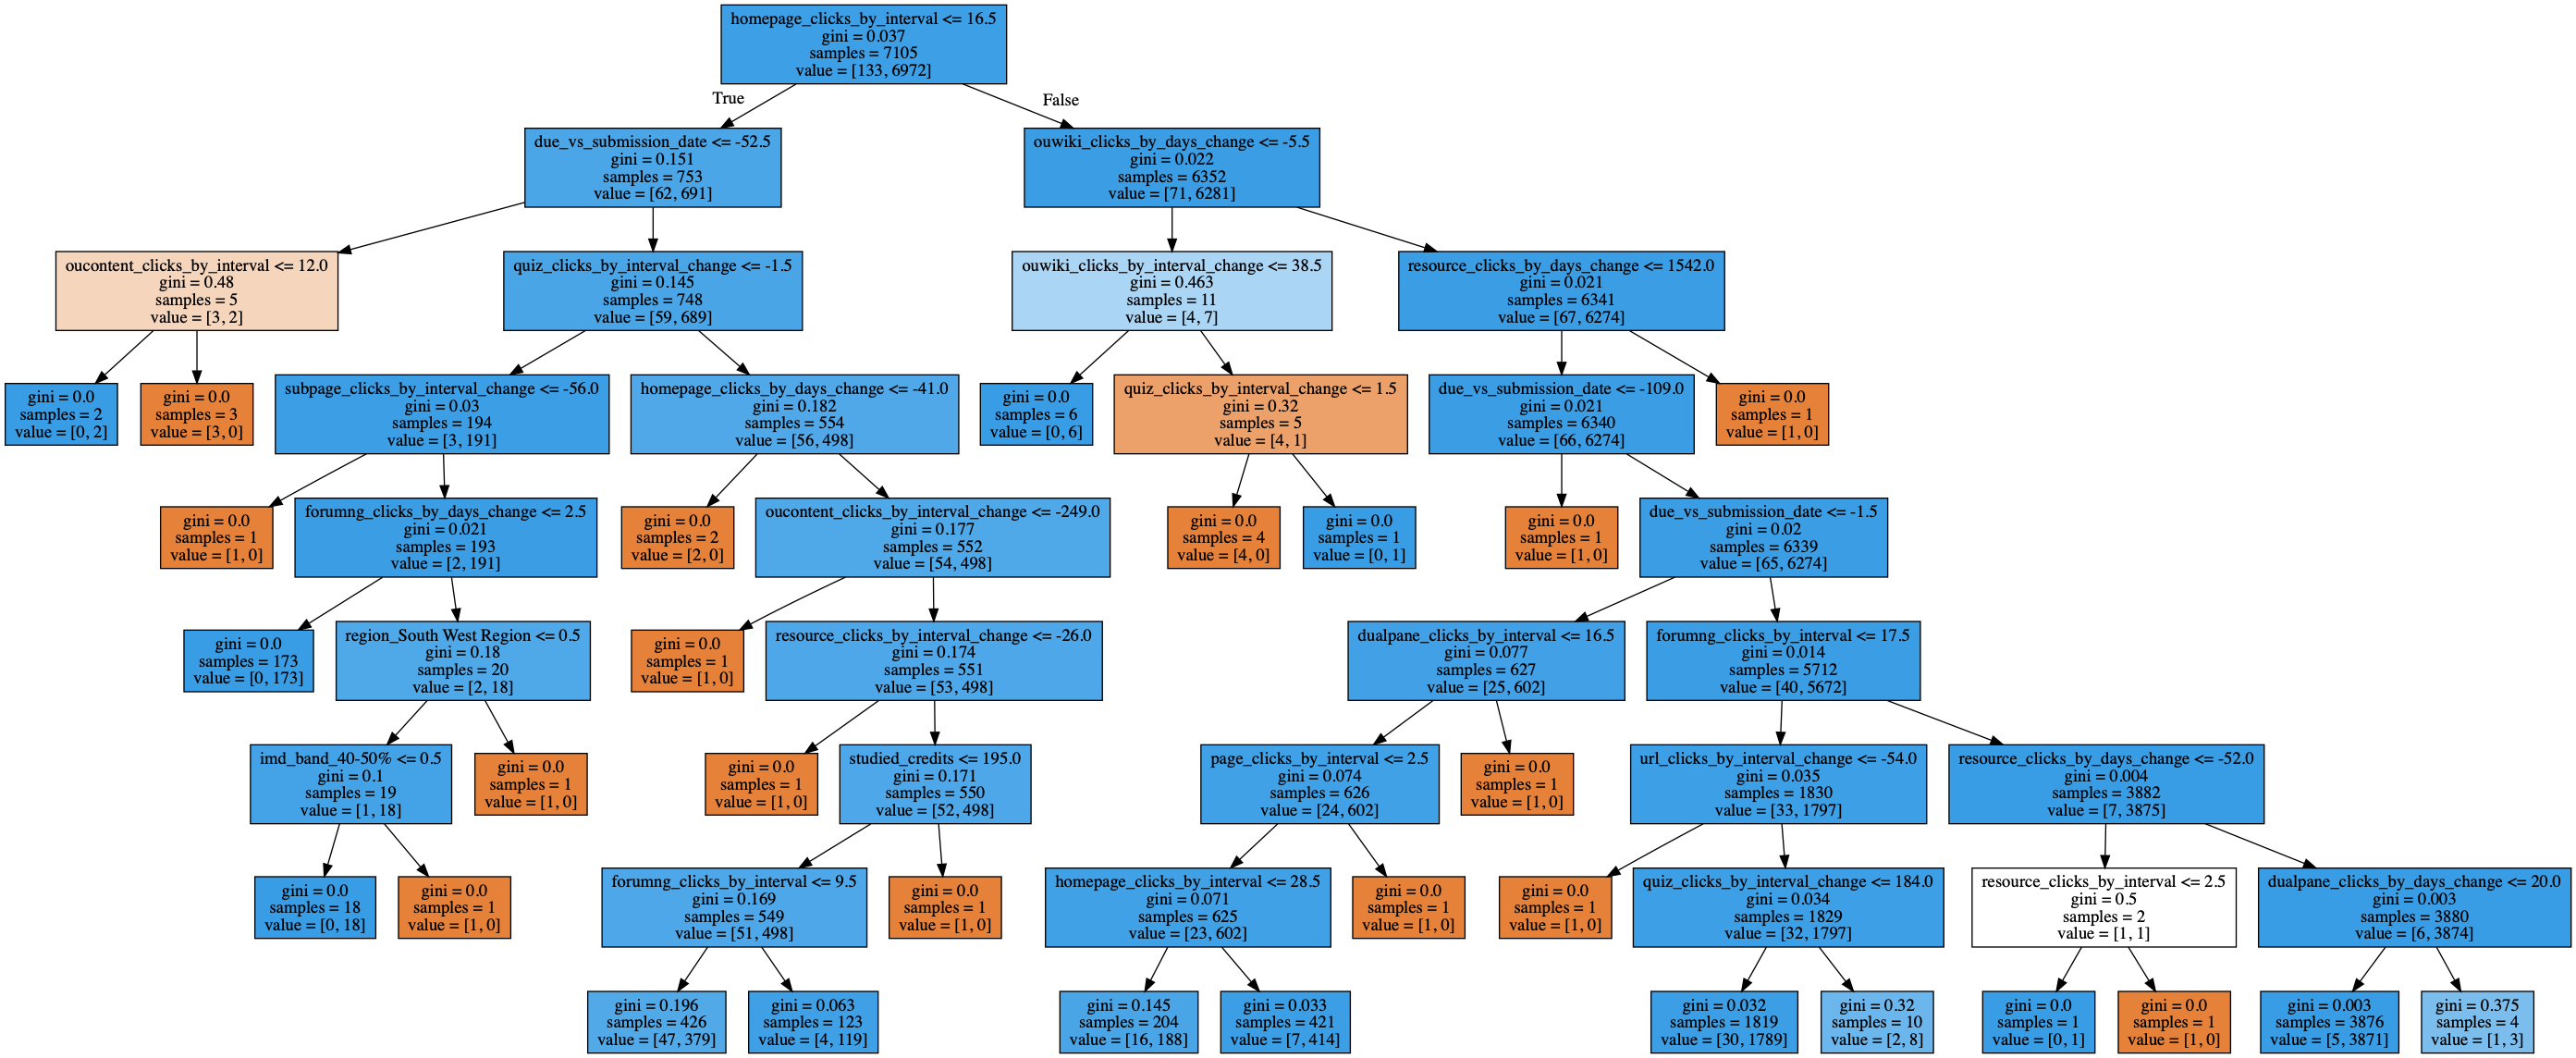 homepage_clicks_by_interval <= 16.5
gini = 0.037
samples = 7105
value = [133, 6972]
True
False
due_vs_submission_date <= -52.5
gini = 0.151
samples = 753
value = [62, 691]
ouwiki_clicks_by_days_change <= -5.5
gini = 0.022
samples = 6352
value = [71, 6281]
oucontent_clicks_by_interval <= 12.0
gini = 0.48
samples = 5
value = [3, 2]
quiz_clicks_by_interval_change <= -1.5
gini = 0.145
samples = 748
value = [59, 689]
ouwiki_clicks_by_interval_change <= 38.5
gini = 0.463
samples = 11
value = [4, 7]
resource_clicks_by_days_change <= 1542.0
gini = 0.021
samples = 6341
value = [67, 6274]
gini = 0.0
samples = 2
value = [0, 2]
gini = 0.0
samples = 3
value = [3, 0]
subpage_clicks_by_interval_change <= -56.0
gini = 0.03
samples = 194
value = [3, 191]
homepage_clicks_by_days_change <= -41.0
gini = 0.182
samples = 554
value = [56, 498]
gini = 0.0
samples = 6
value = [0, 6]
quiz_clicks_by_interval_change <= 1.5
gini = 0.32
samples = 5
value = [4, 1]
due_vs_submission_date <= -109.0
gini = 0.021
samples = 6340
value = [66, 6274]
gini = 0.0
samples = 1
value = [1, 0]
gini = 0.0
samples = 1
value = [1, 0]
forumng_clicks_by_days_change <= 2.5
gini = 0.021
samples = 193
value = [2, 191]
gini = 0.0
samples = 2
value = [2, 0]
oucontent_clicks_by_interval_change <= -249.0
gini = 0.177
samples = 552
value = [54, 498]
gini = 0.0
samples = 4
value = [4, 0]
gini = 0.0
samples = 1
value = [0, 1]
gini = 0.0
samples = 1
value = [1, 0]
due_vs_submission_date <= -1.5
gini = 0.02
samples = 6339
value = [65, 6274]
gini = 0.0
samples = 173
value = [0, 173]
region_South West Region <= 0.5
gini = 0.18
samples = 20
value = [2, 18]
gini = 0.0
samples = 1
value = [1, 0]
resource_clicks_by_interval_change <= -26.0
gini = 0.174
samples = 551
value = [53, 498]
dualpane_clicks_by_interval <= 16.5
gini = 0.077
samples = 627
value = [25, 602]
forumng_clicks_by_interval <= 17.5
gini = 0.014
samples = 5712
value = [40, 5672]
imd_band_40-50% <= 0.5
gini = 0.1
samples = 19
value = [1, 18]
gini = 0.0
samples = 1
value = [1, 0]
gini = 0.0
samples = 1
value = [1, 0]
studied_credits <= 195.0
gini = 0.171
samples = 550
value = [52, 498]
page_clicks_by_interval <= 2.5
gini = 0.074
samples = 626
value = [24, 602]
gini = 0.0
samples = 1
value = [1, 0]
url_clicks_by_interval_change <= -54.0
gini = 0.035
samples = 1830
value = [33, 1797]
resource_clicks_by_days_change <= -52.0
gini = 0.004
samples = 3882
value = [7, 3875]
gini = 0.0
samples = 18
value = [0, 18]
gini = 0.0
samples = 1
value = [1, 0]
forumng_clicks_by_interval <= 9.5
gini = 0.169
samples = 549
value = [51, 498]
gini = 0.0
samples = 1
value = [1, 0]
homepage_clicks_by_interval <= 28.5
gini = 0.071
samples = 625
value = [23, 602]
gini = 0.0
samples = 1
value = [1, 0]
gini = 0.0
samples = 1
value = [1, 0]
quiz_clicks_by_interval_change <= 184.0
gini = 0.034
samples = 1829
value = [32, 1797]
resource_clicks_by_interval <= 2.5
gini = 0.5
samples = 2
value = [1, 1]
dualpane_clicks_by_days_change <= 20.0
gini = 0.003
samples = 3880
value = [6, 3874]
gini = 0.196
samples = 426
value = [47, 379]
gini = 0.063
samples = 123
value = [4, 119]
gini = 0.145
samples = 204
value = [16, 188]
gini = 0.033
samples = 421
value = [7, 414]
gini = 0.032
samples = 1819
value = [30, 1789]
gini = 0.32
samples = 10
value = [2, 8]
gini = 0.0
samples = 1
value = [0, 1]
gini = 0.0
samples = 1
value = [1, 0]
gini = 0.003
samples = 3876
value = [5, 3871]
gini = 0.375
samples = 4
value = [1, 3]